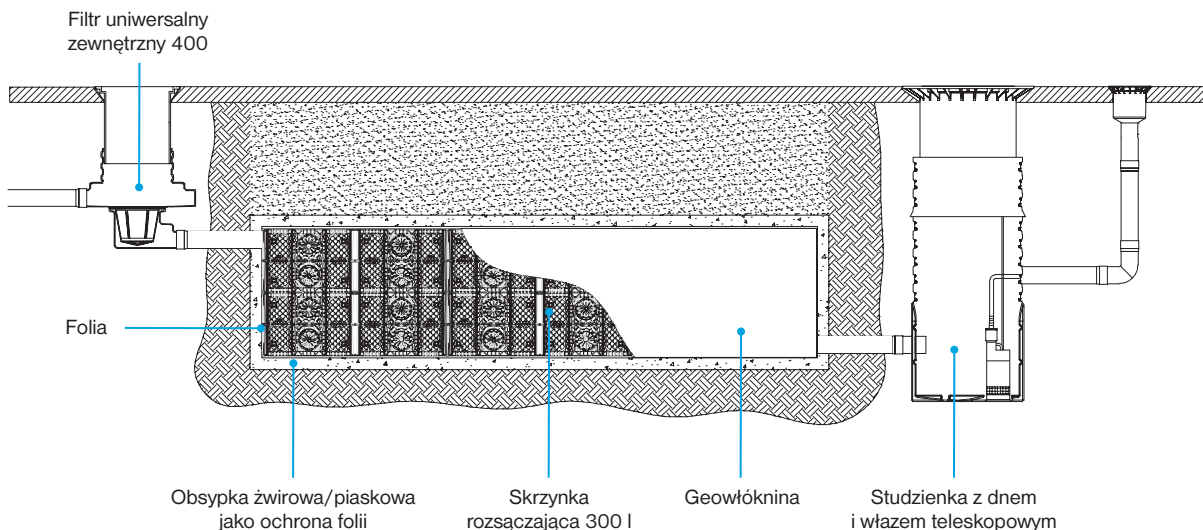 Filtr uniwersalny
zewnętrzny 400
Folia
Obsypka żwirowa/piaskowa
jako ochrona folii
Skrzynka
rozsączająca 300 l
Geowłóknina
Studzienka z dnem
i włazem teleskopowym